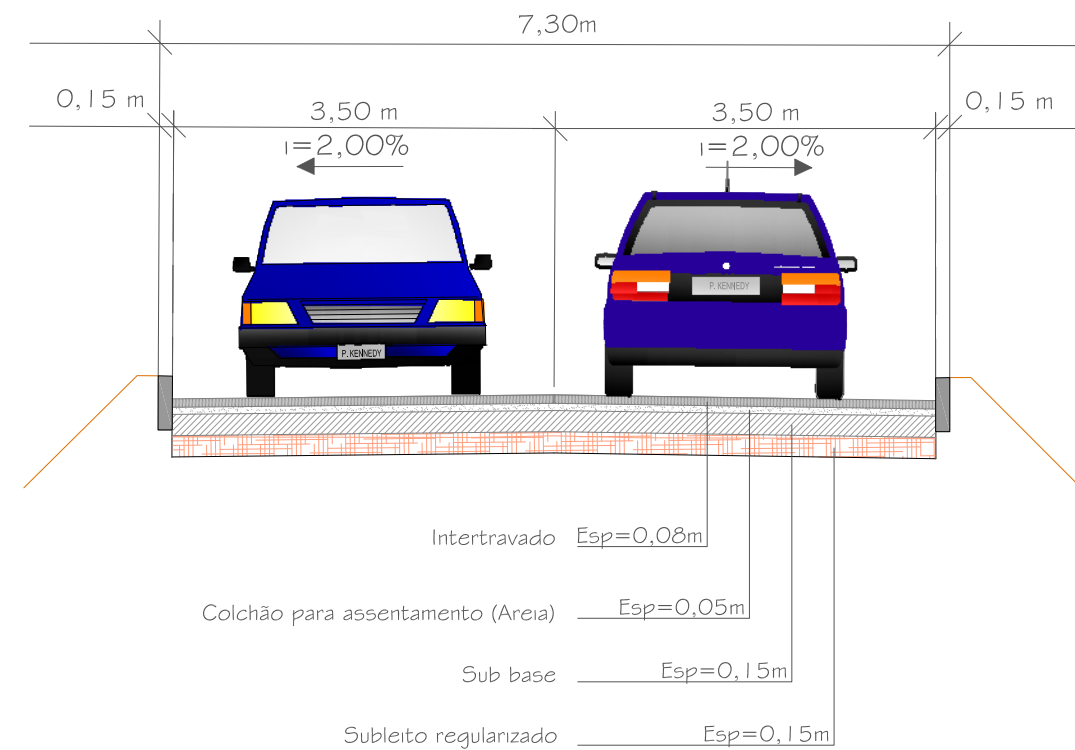 7,30m
0,15 m
3,50 m
3,50 m
0,15 m
i=2,00%
i=2,00%
P. KENNEDY
P. KENNEDY
Intertravado Esp=0,08m
Colchão para assentamento (Areia) Esp=0,05m
Sub base Esp=0,15m
Subleito regularizado Esp=0,15m